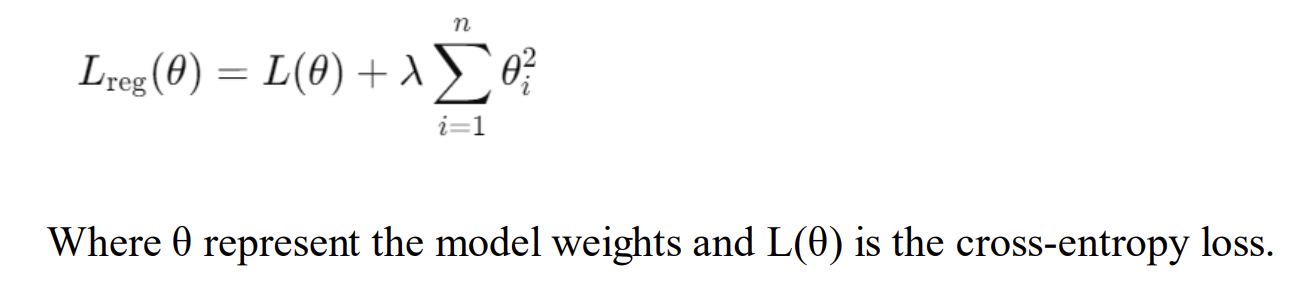 L_reg(θ) = L(θ) + λ ∑_{i=1}^{n} θ_i^2
Where θ represent the model weights and L(θ) is the cross-entropy loss.